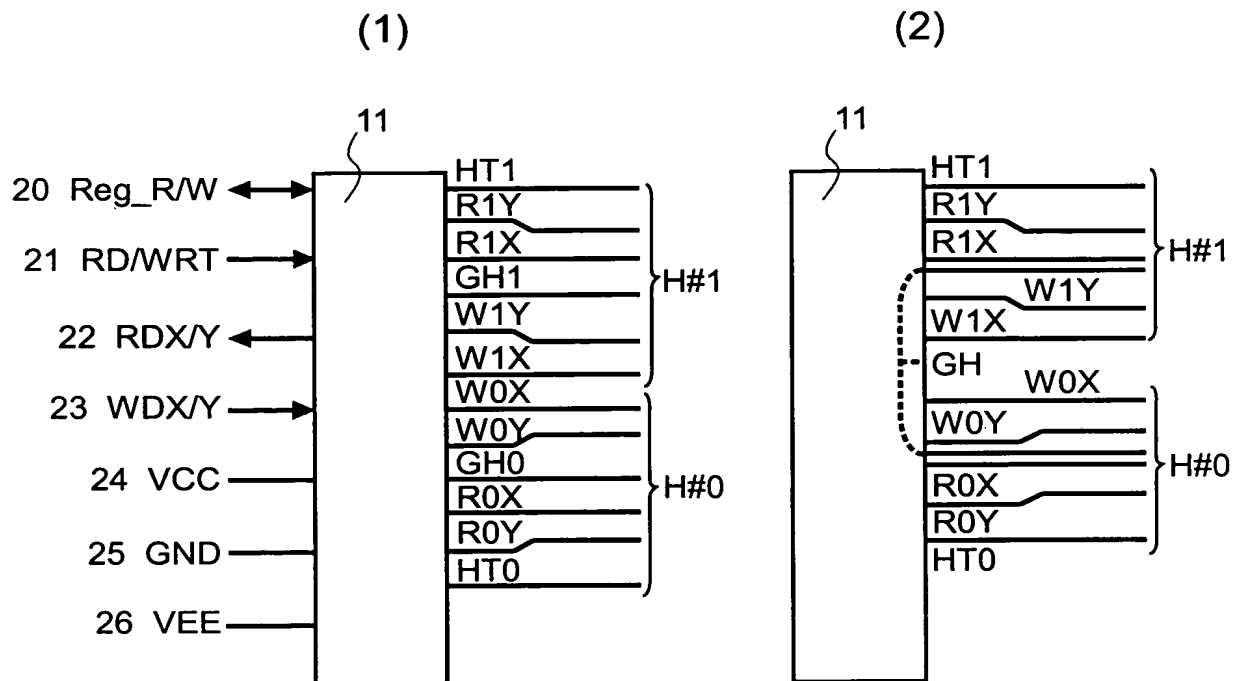 (1)
11
20 Reg_R/W
21 RD/WRT
22 RDX/Y
23 WDX/Y
24 VCC
25 GND
26 VEE
HT1
R1Y
R1X
GH1
W1Y
W1X
W0X
W0Y
GH0
R0X
R0Y
HT0
H#1
H#0
(2)
11
HT1
R1Y
R1X
W1Y
W1X
GH
W0X
W0Y
R0X
R0Y
HT0
H#1
H#0